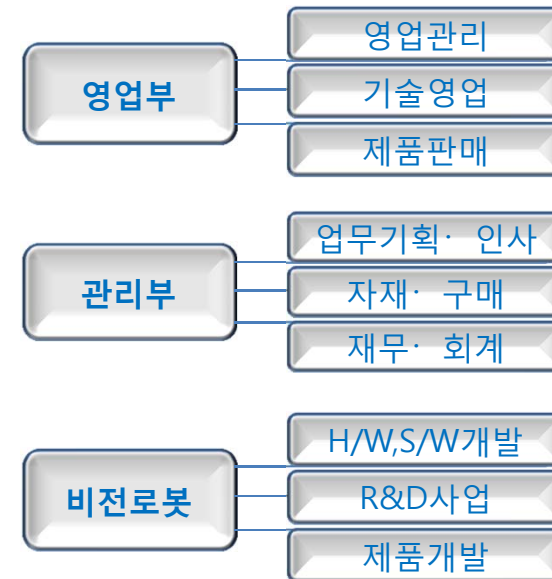 영업부
영업관리
기술영업
제품판매
관리부
업무기획· 인사
자재· 구매
재무· 회계
비전로봇
H/W,S/W개발
R&D사업
제품개발